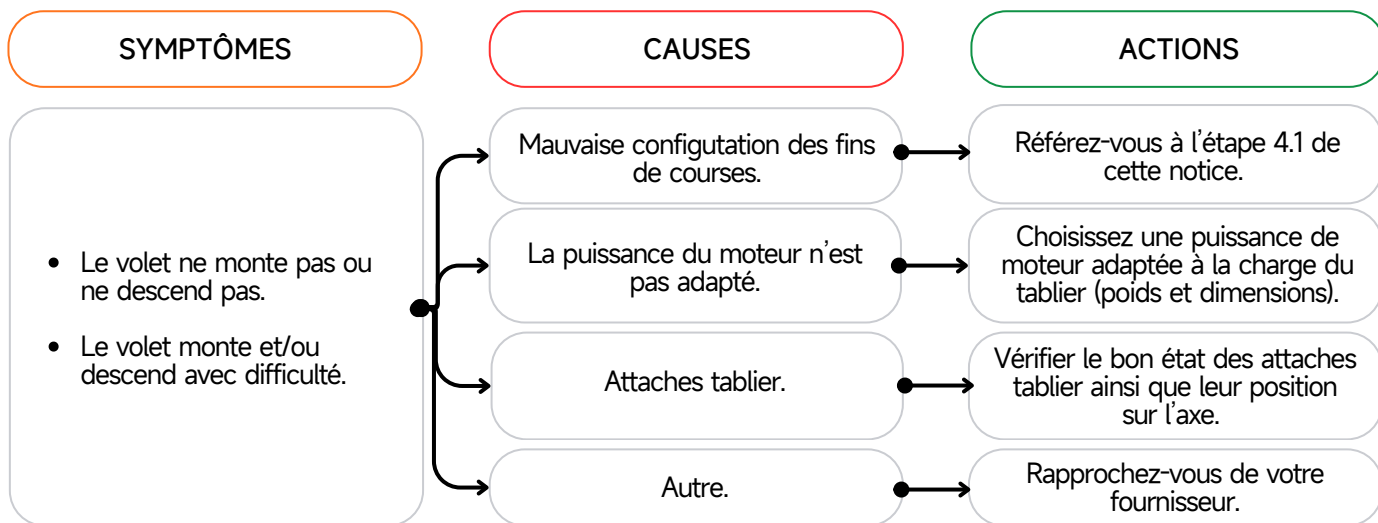 SYMPTÔMES
CAUSES
ACTIONS
• Le volet ne monte pas ou
ne descend pas.
• Le volet monte et/ou
descend avec difficulté.
Mauvaise configutation des fins
de courses.
Référez-vous à l'étape 4.1 de
cette notice.
La puissance du moteur n'est
pas adapté.
Choisissez une puissance de
moteur adaptée à la charge du
tablier (poids et dimensions).
Attaches tablier.
Vérifier le bon état des attaches
tablier ainsi que leur position
sur l'axe.
Autre.
Rapprochez-vous de votre
fournisseur.